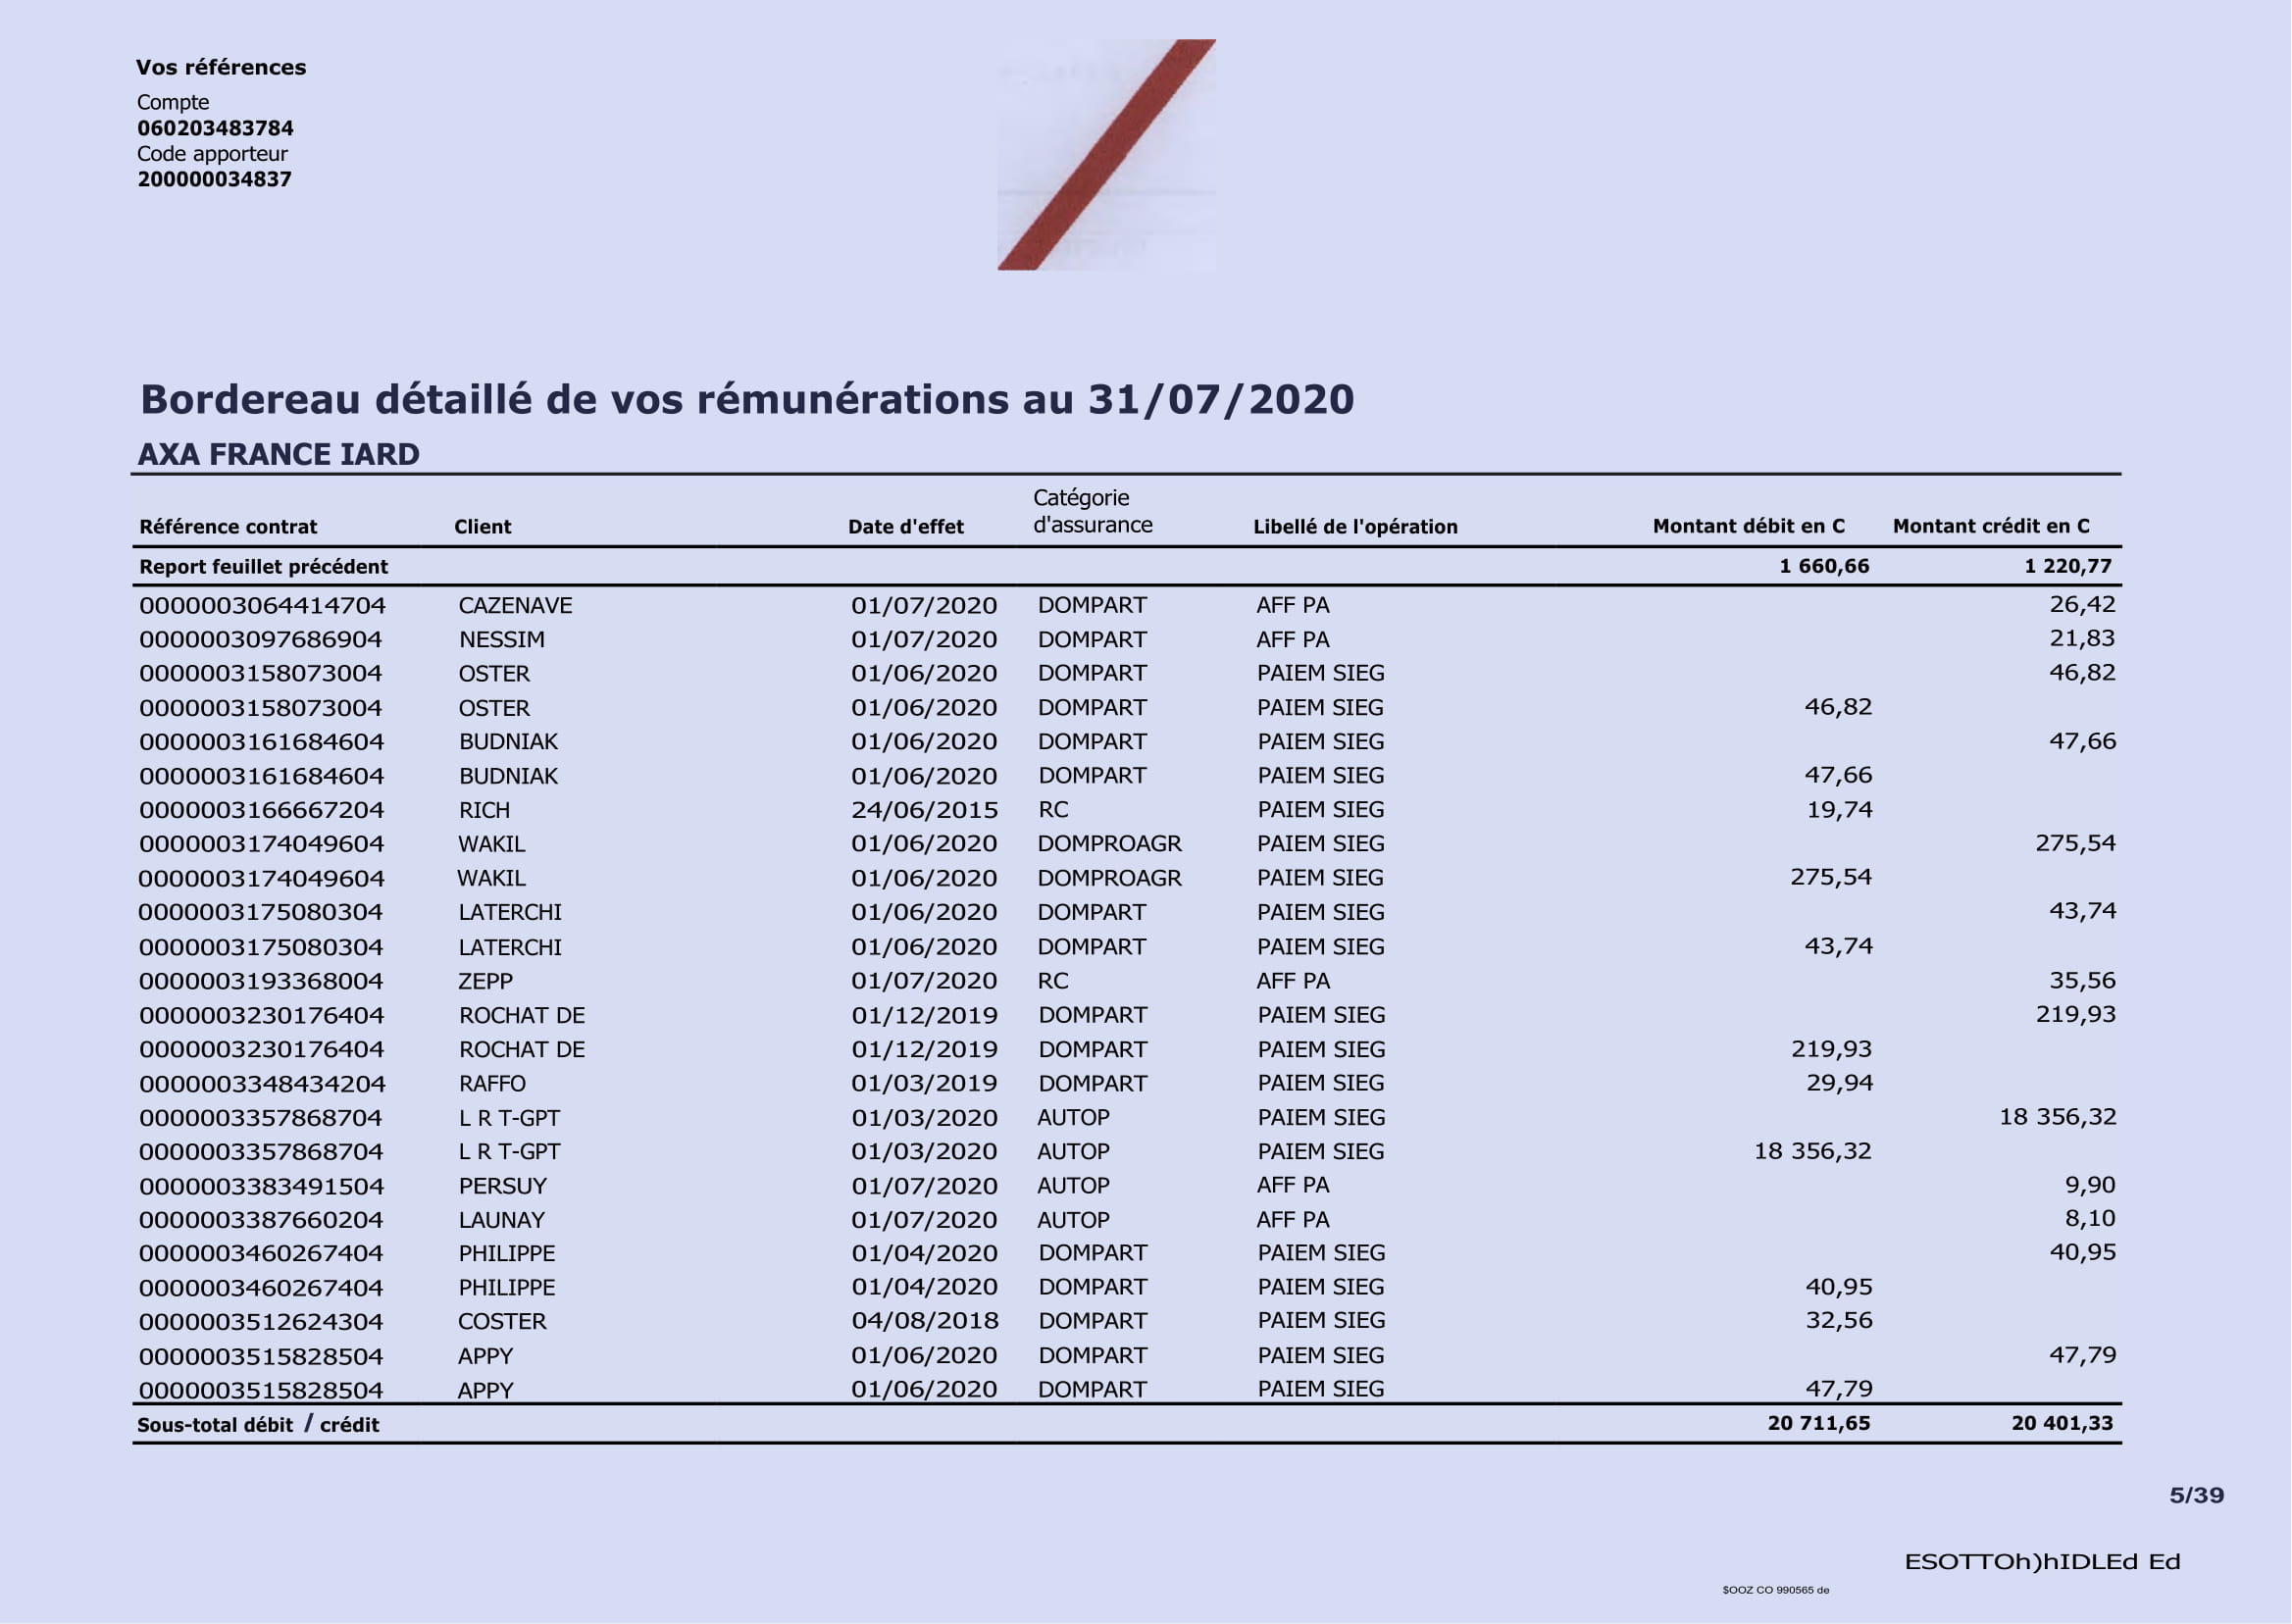 Vos références
Compte
060203483784
Code apporteur
200000034837
Bordereau détaillé de vos rémunérations au 31/07/2020
AXA FRANCE IARD
Référence contrat Client Date d'effet Catégorie d'assurance Libellé de l'opération Montant débit en C Montant crédit en C
Report feuillet précédent 1 660,66 1 220,77
0000003064414704 CAZENAVE 01/07/2020 DOMPART AFF PA 26,42
0000003097686904 NESSIM 01/07/2020 DOMPART AFF PA 21,83
0000003158073004 OSTER 01/06/2020 DOMPART PAIEM SIEG 46,82
0000003158073004 OSTER 01/06/2020 DOMPART PAIEM SIEG 46,82
0000003161684604 BUDNIAK 01/06/2020 DOMPART PAIEM SIEG 47,66
0000003161684604 BUDNIAK 01/06/2020 DOMPART PAIEM SIEG 47,66
0000003166667204 RICH 24/06/2015 RC PAIEM SIEG 19,74
0000003174049604 WAKIL 01/06/2020 DOMPROAGR PAIEM SIEG 275,54
0000003174049604 WAKIL 01/06/2020 DOMPROAGR PAIEM SIEG 275,54
0000003175080304 LATERCHI 01/06/2020 DOMPART PAIEM SIEG 43,74
0000003175080304 LATERCHI 01/06/2020 DOMPART PAIEM SIEG 43,74
0000003193368004 ZEPP 01/07/2020 RC AFF PA 35,56
0000003230176404 ROCHAT DE 01/12/2019 DOMPART PAIEM SIEG 219,93
0000003230176404 ROCHAT DE 01/12/2019 DOMPART PAIEM SIEG 219,93
0000003348434204 RAFFO 01/03/2019 DOMPART PAIEM SIEG 29,94
0000003357868704 L R T-GPT 01/03/2020 AUTOP PAIEM SIEG 18 356,32
0000003357868704 L R T-GPT 01/03/2020 AUTOP PAIEM SIEG 18 356,32
0000003383491504 PERSUY 01/07/2020 AUTOP AFF PA 9,90
0000003387660204 LAUNAY 01/07/2020 AUTOP AFF PA 8,10
0000003460267404 PHILIPPE 01/04/2020 DOMPART PAIEM SIEG 40,95
0000003460267404 PHILIPPE 01/04/2020 DOMPART PAIEM SIEG 40,95
0000003512624304 COSTER 04/08/2018 DOMPART PAIEM SIEG 32,56
0000003515828504 APPY 01/06/2020 DOMPART PAIEM SIEG 47,79
0000003515828504 APPY 01/06/2020 DOMPART PAIEM SIEG 47,79
Sous-total débit / crédit 20 711,65 20 401,33
5/39
ESOTTOh)hIDLEd Ed
$OOZ CO 990565 de